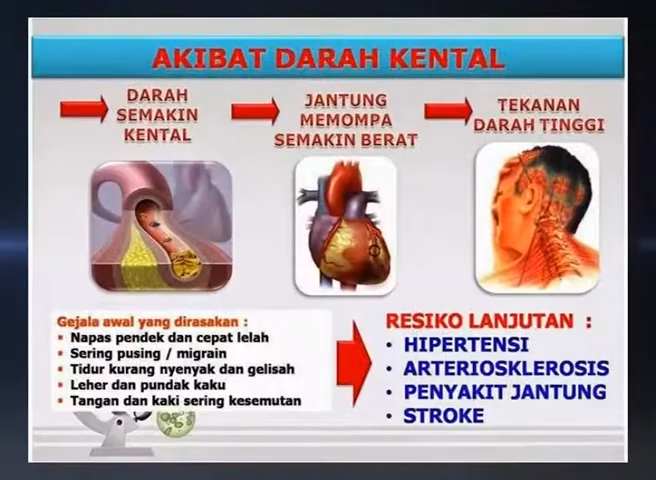 AKIBAT DARAH KENTAL
DARAH
SEMAKIN
KENTAL
JANTUNG
MEMOMPA
SEMAKIN BERAT
TEKANAN
DARAH TINGGI
Gejala awal yang dirasakan :
• Napas pendek dan cepat lelah
• Sering pusing / migrain
• Tidur kurang nyenyak dan gelisah
• Leher dan pundak kaku
• Tangan dan kaki sering kesemutan
RESIKO LANJUTAN :
• HIPERTENSI
• ARTERIOSKLEROSIS
• PENYAKIT JANTUNG
• STROKE